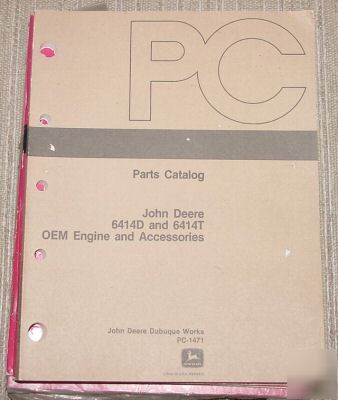 PC
Parts Catalog
John Deere
6414D and 6414T
OEM Engine and Accessories
John Deere Dubuque Works
PC-1471